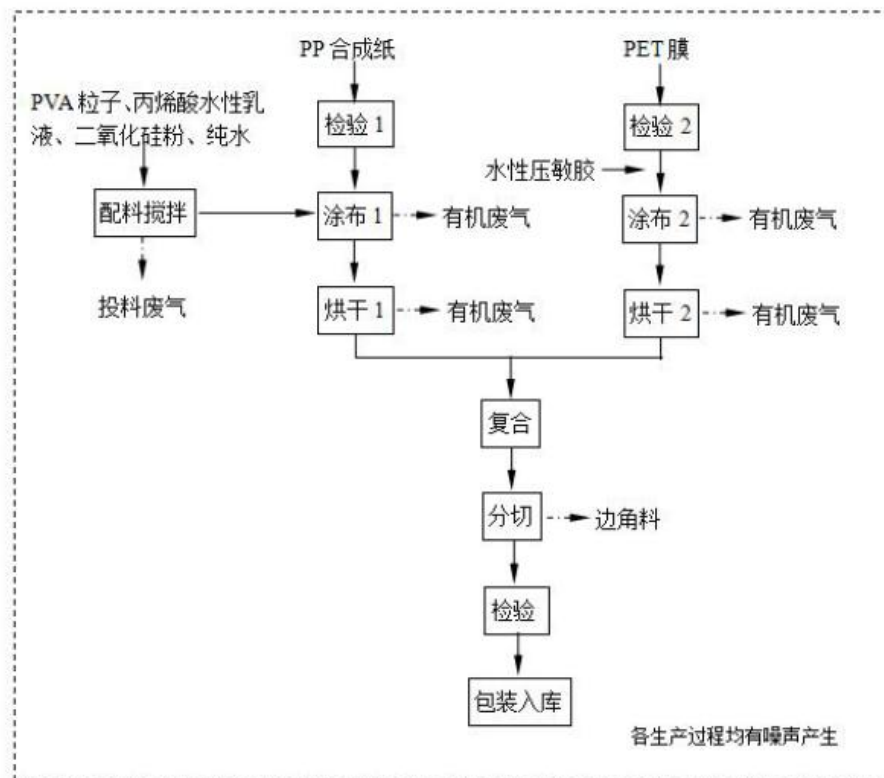 PP 合成纸
PET 膜
PVA 粒子、丙烯酸水性乳
液、二氧化硅粉、纯水
检验 1
检验 2
水性压敏胶
配料搅拌
涂布 1
有机废气
涂布 2
有机废气
投料废气
烘干 1
有机废气
烘干 2
有机废气
复合
分切
边角料
检验
包装入库
各生产过程均有噪声产生